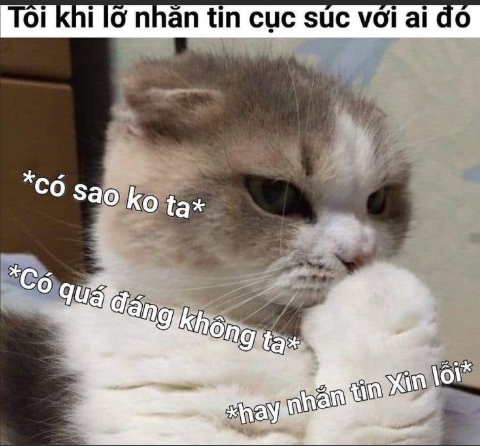 Tôi khi lỡ nhắn tin cục súc với ai đó
*có sao ko ta*
*Có quá đáng không ta*
*hay nhắn tin Xin lỗi*